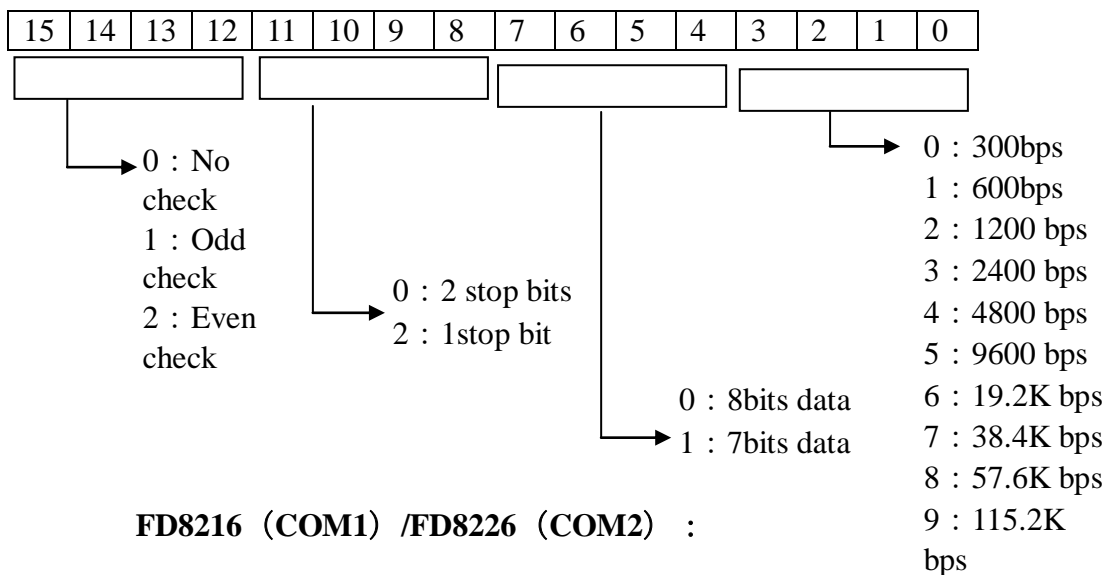 15 14 13 12 11 10 9 8 7 6 5 4 3 2 1 0
0：No
check
1：Odd
check
2：Even
check
0：2 stop bits
2：1stop bit
0：8bits data
1：7bits data
0：300bps
1：600bps
2：1200 bps
3：2400 bps
4：4800 bps
5：9600 bps
6：19.2K bps
7：38.4K bps
8：57.6K bps
9：115.2K
bps
FD8216（COM1）/FD8226（COM2）：